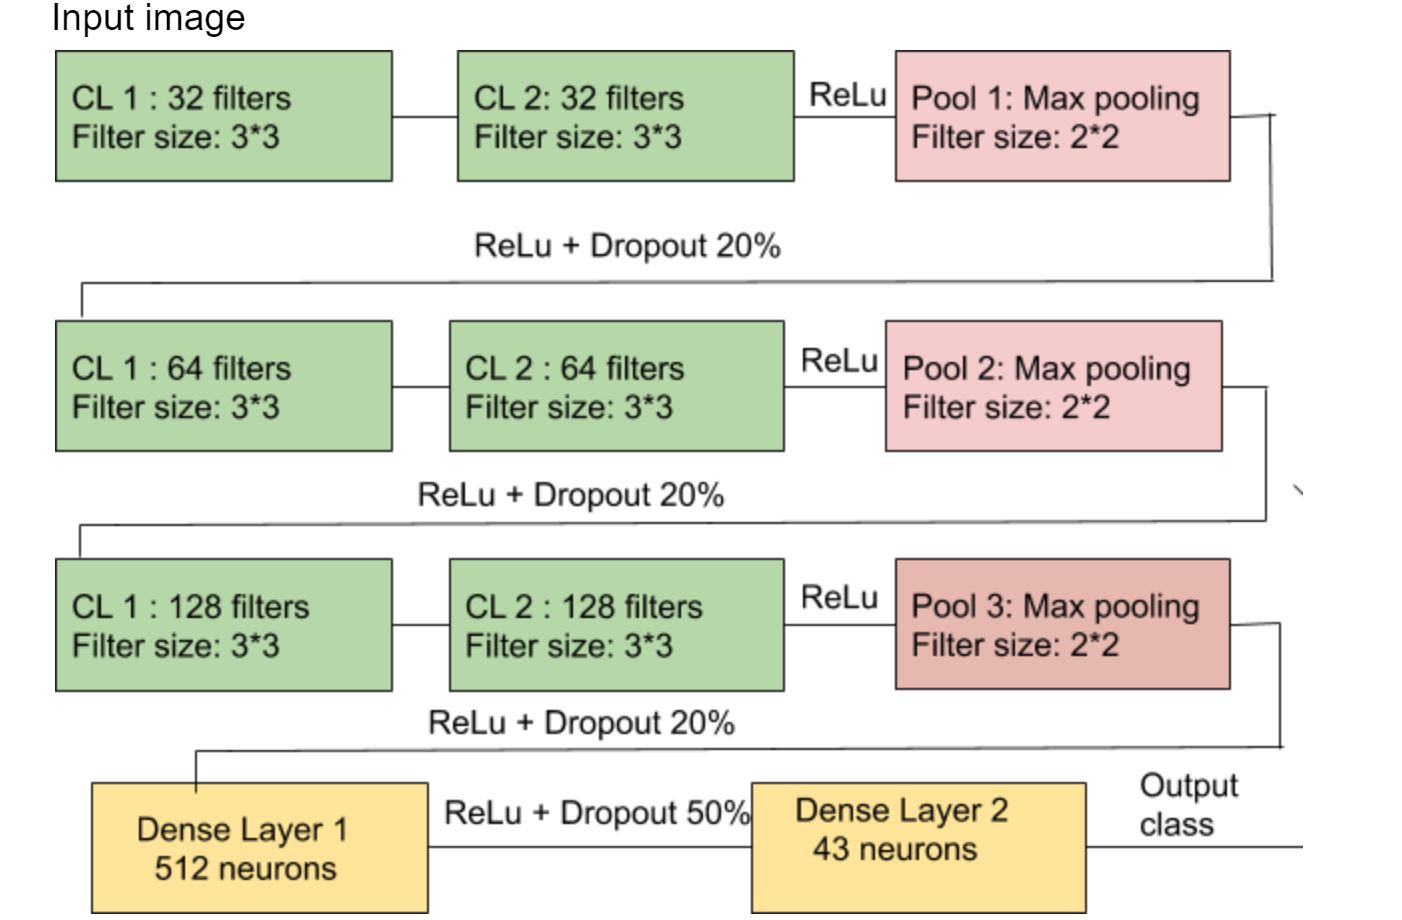 Input image
CL 1 : 32 filters
Filter size: 3*3
CL 2: 32 filters
Filter size: 3*3
ReLu
Pool 1: Max pooling
Filter size: 2*2
ReLu + Dropout 20%
CL 1 : 64 filters
Filter size: 3*3
CL 2 : 64 filters
Filter size: 3*3
ReLu
Pool 2: Max pooling
Filter size: 2*2
ReLu + Dropout 20%
CL 1 : 128 filters
Filter size: 3*3
CL 2 : 128 filters
Filter size: 3*3
ReLu
Pool 3: Max pooling
Filter size: 2*2
ReLu + Dropout 20%
Dense Layer 1
512 neurons
ReLu + Dropout 50%
Dense Layer 2
43 neurons
Output
class